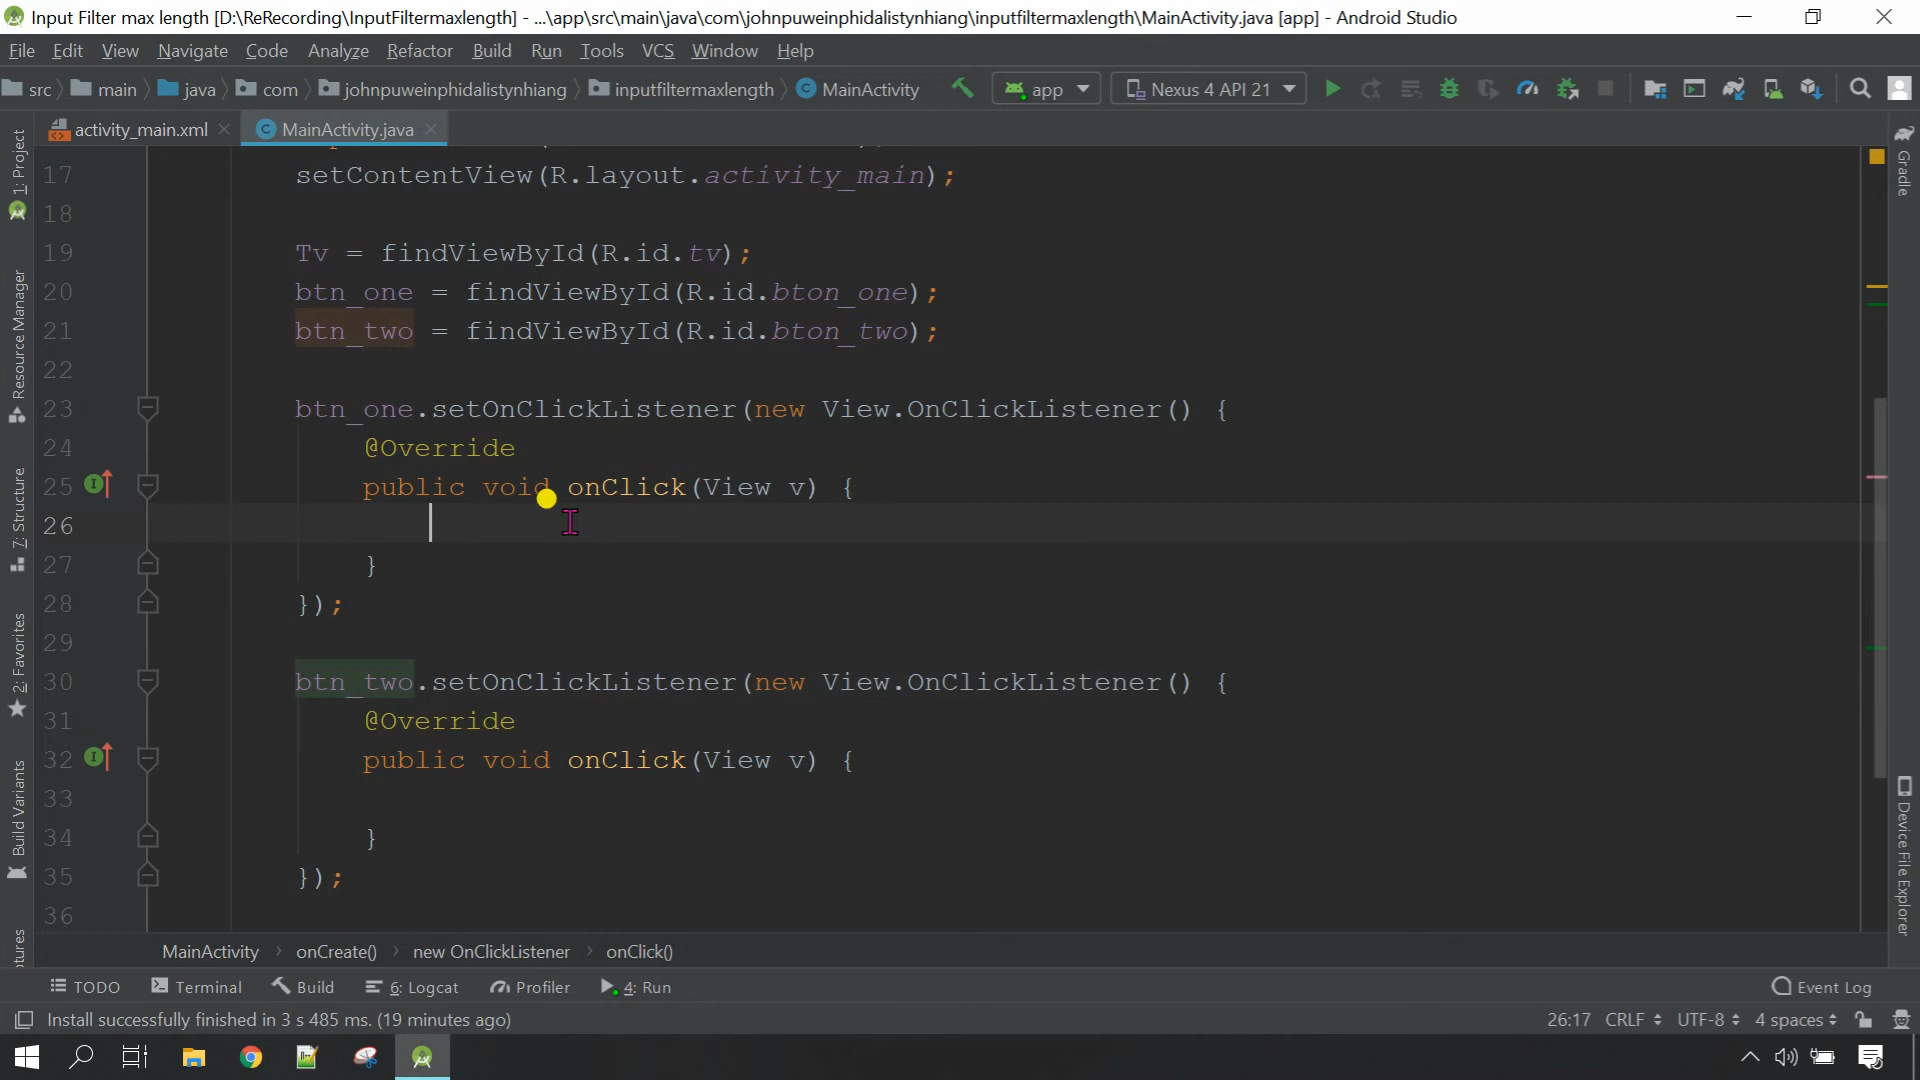 Input Filter max length [D:\ReRecording\InputFiltermaxlength] - ...\app\src\main\java\com\johnpuweinphidalistynhiang\inputfiltermaxlength\MainActivity.java [app] - Android Studio
File Edit View Navigate Code Analyze Refactor Build Run Tools VCS Window Help
src main java com johnpuweinphidalistynhiang inputfiltermaxlength MainActivity app Nexus 4 API 21
activity_main.xml MainActivity.java
17 setContentView(R.layout.activity_main);
18
19 Tv = findViewById(R.id.tv);
20 btn_one = findViewById(R.id.bton_one);
21 btn_two = findViewById(R.id.bton_two);
22
23 btn_one.setOnClickListener(new View.OnClickListener() {
24 @Override
25 public void onClick(View v) {
26
27 }
28 });
29
30 btn_two.setOnClickListener(new View.OnClickListener() {
31 @Override
32 public void onClick(View v) {
33
34 }
35 });
36
1: Project
Resource Manager
7: Structure
2: Favorites
Build Variants
Gradle
Device File Explorer
MainActivity onCreate() new OnClickListener onClick()
TODO Terminal Build 6: Logcat Profiler 4: Run Event Log
Install successfully finished in 3 s 485 ms. (19 minutes ago) 26:17 CRLF UTF-8 4 spaces